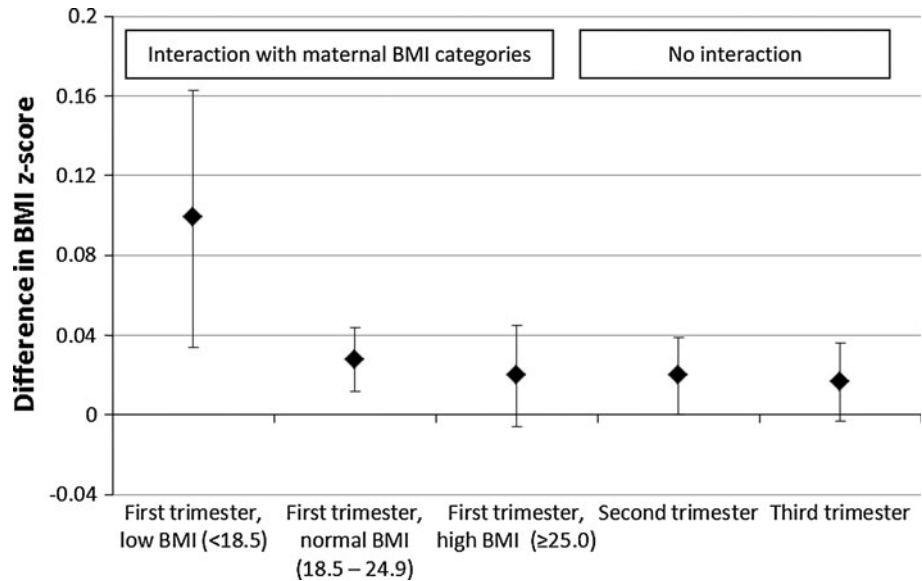 0.2
Interaction with maternal BMI categories
No interaction
0.16
0.12
0.08
0.04
0
-0.04
Difference in BMI z-score
First trimester,
low BMI (<18.5)
First trimester,
normal BMI
(18.5 – 24.9)
First trimester,
high BMI (≥25.0)
Second trimester
Third trimester